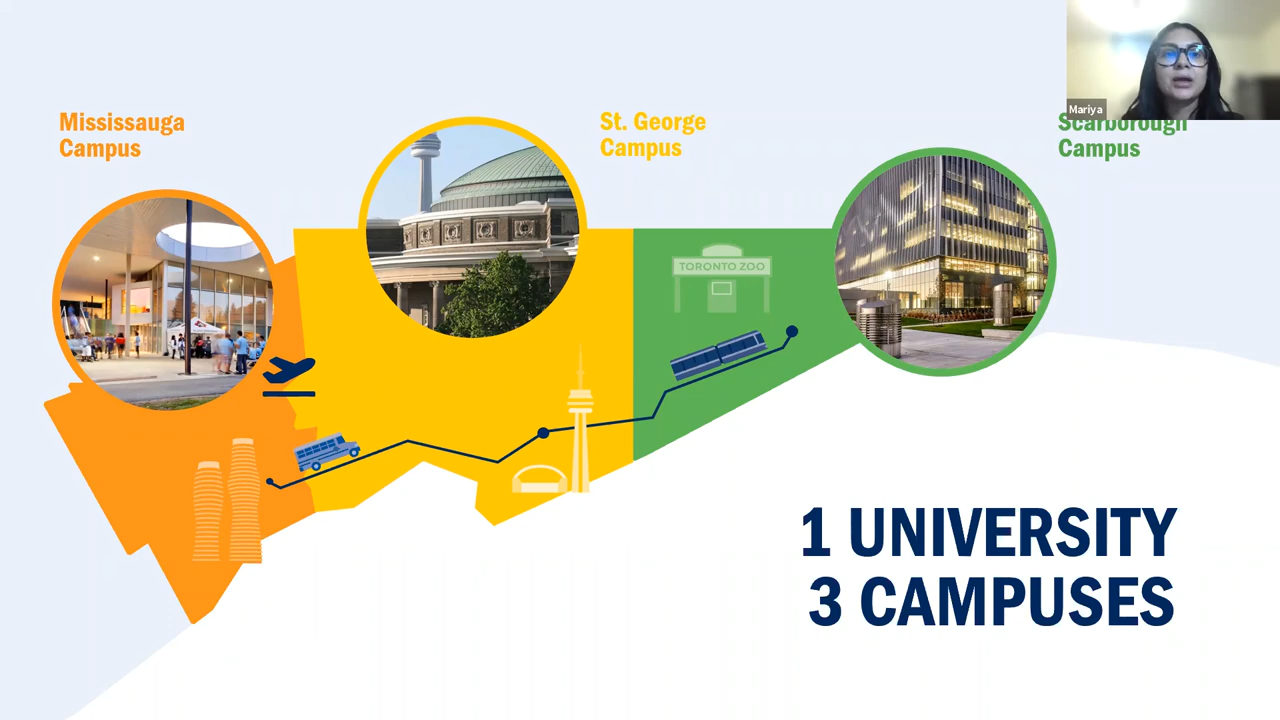 Mississauga
Campus
St. George
Campus
Mariya
Scarborough
Campus
TORONTO ZOO
1 UNIVERSITY
3 CAMPUSES